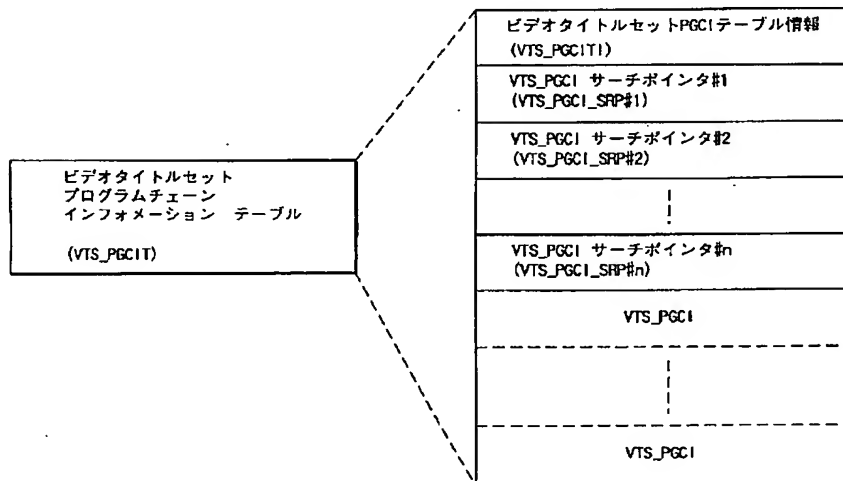 ビデオタイトルセット
プログラムチェーン
インフォメーション テーブル
(VTS_PGCIT)
ビデオタイトルセットPGCIテーブル情報
(VTS_PGCITI)
VTS_PGCI サーチポインタ#1
(VTS_PGCI_SRP#1)
VTS_PGCI サーチポインタ#2
(VTS_PGCI_SRP#2)
VTS_PGCI サーチポインタ#n
(VTS_PGCI_SRP#n)
VTS_PGCI
VTS_PGCI